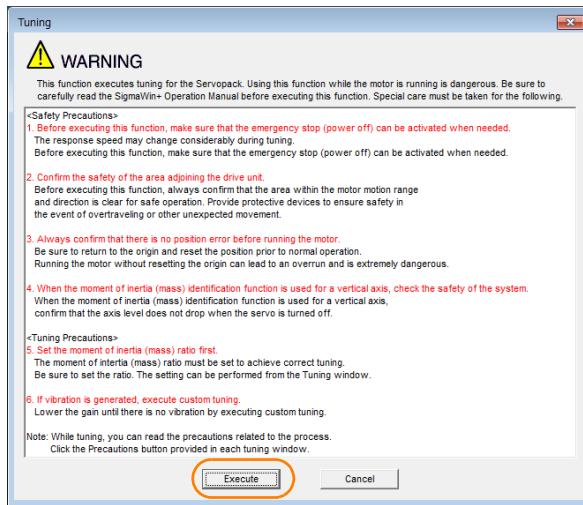 Tuning
WARNING
This function executes tuning for the Servopack. Using this function while the motor is running is dangerous. Be sure to
carefully read the SigmaWin+ Operation Manual before executing this function. Special care must be taken for the following.
<Safety Precautions>
1. Before executing this function, make sure that the emergency stop (power off) can be activated when needed.
The response speed may change considerably during tuning.
Before executing this function, make sure that the emergency stop (power off) can be activated when needed.
2. Confirm the safety of the area adjoining the drive unit.
Before executing this function, always confirm that the area within the motor motion range
and direction is clear for safe operation. Provide protective devices to ensure safety in
the event of overtraveling or other unexpected movement.
3. Always confirm that there is no position error before running the motor.
Be sure to return to the origin and reset the position prior to normal operation.
Running the motor without resetting the origin can lead to an overrun and is extremely dangerous.
4. When the moment of inertia (mass) identification function is used for a vertical axis, check the safety of the system.
When the moment of inertia (mass) identification function is used for a vertical axis,
confirm that the axis level does not drop when the servo is turned off.
<Tuning Precautions>
5. Set the moment of inertia (mass) ratio first.
The moment of intertia (mass) ratio must be set to achieve correct tuning.
Be sure to set the ratio. The setting can be performed from the Tuning window.
6. If vibration is generated, execute custom tuning.
Lower the gain until there is no vibration by executing custom tuning.
Note: While tuning, you can read the precautions related to the process.
Click the Precautions button provided in each tuning window.
Execute Cancel